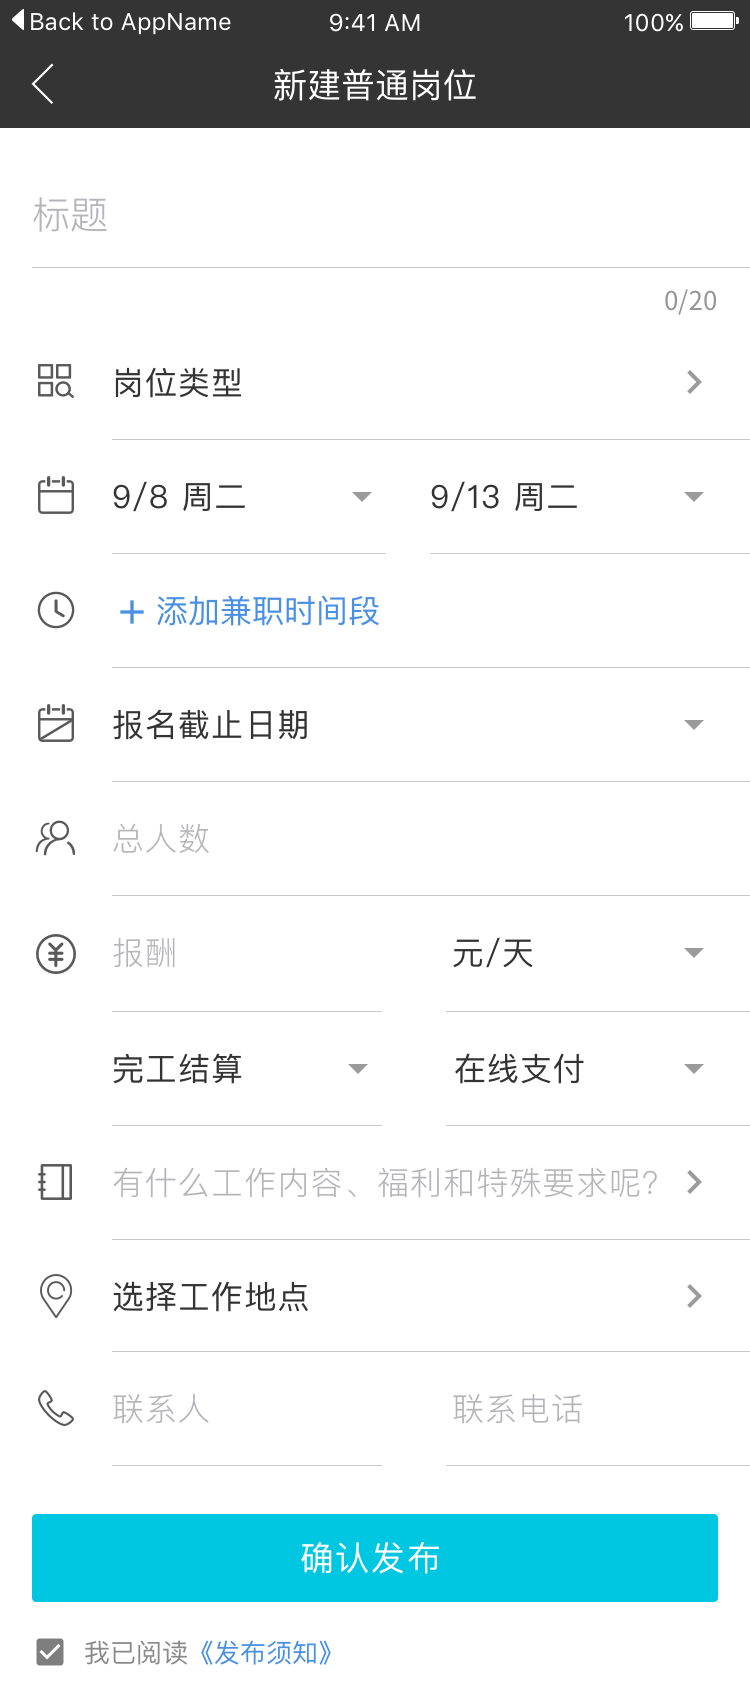 Back to AppName 9:41 AM 100%
新建普通岗位
标题
0/20
岗位类型
9/8 周二 9/13 周二
+ 添加兼职时间段
报名截止日期
总人数
报酬 元/天
完工结算 在线支付
有什么工作内容、福利和特殊要求呢?
选择工作地点
联系人 联系电话
确认发布
我已阅读《发布须知》